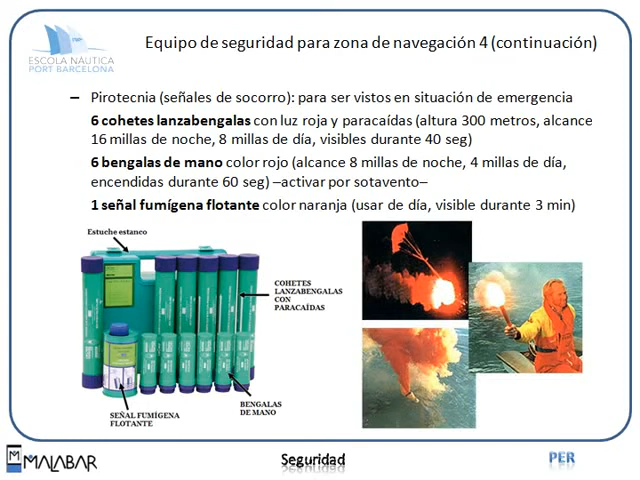 Equipo de seguridad para zona de navegación 4 (continuación)
ESCOLA NÁUTICA
PORT BARCELONA
– Pirotecnia (señales de socorro): para ser vistos en situación de emergencia
6 cohetes lanzabengalas con luz roja y paracaídas (altura 300 metros, alcance
16 millas de noche, 8 millas de día, visibles durante 40 seg)
6 bengalas de mano color rojo (alcance 8 millas de noche, 4 millas de día,
encendidas durante 60 seg) –activar por sotavento–
1 señal fumígena flotante color naranja (usar de día, visible durante 3 min)
Estuche estanco
COHETES
LANZABENGALAS
CON
PARACAÍDAS
SEÑAL FUMÍGENA
FLOTANTE
BENGALAS
DE MANO
MALABAR
Seguridad
PER